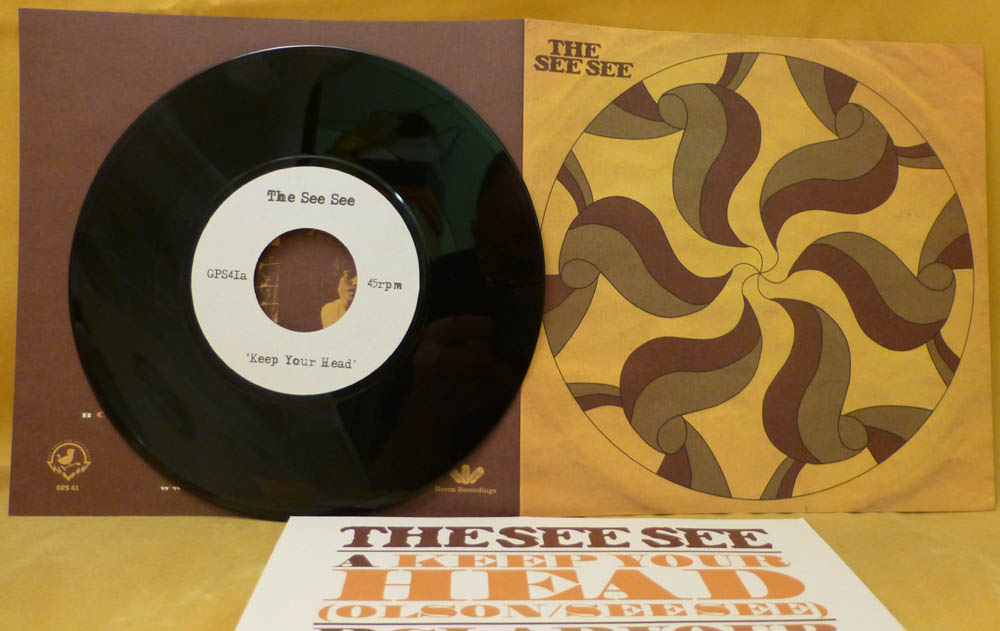 The See See
GPS41a
45rpm
'Keep Your Head'
GPS 41
Heron Recordings
THE
SEE SEE
THE SEE SEE
A KEEP YOUR
HEAD
(OLSON/SEE SEE)